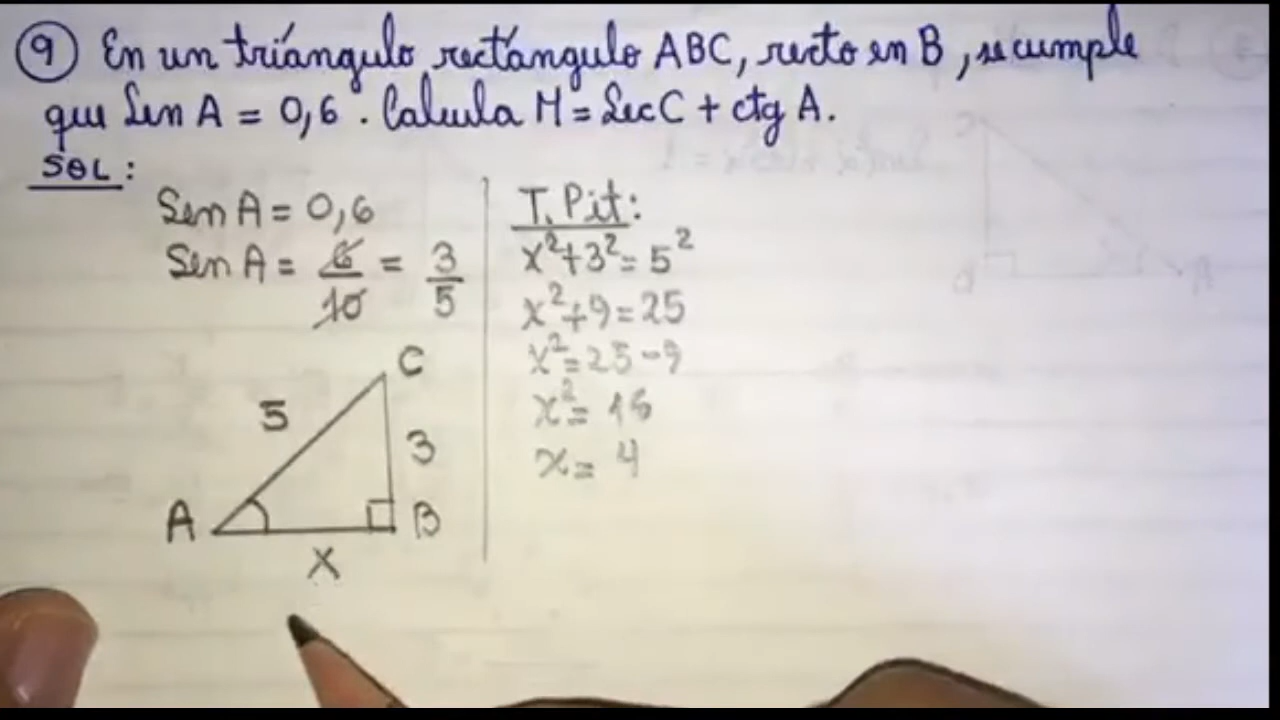 9 En un triángulo rectángulo ABC, recto en B, se cumple
que Sen A = 0,6. Calcula M = Sec C + ctg A.
SOL:
Sen A = 0,6
Sen A = 6/10 = 3/5
C
5
3
A
B
X
T. Pit:
x²+3²=5²
x²+9=25
x²=25-9
x²=16
x=4